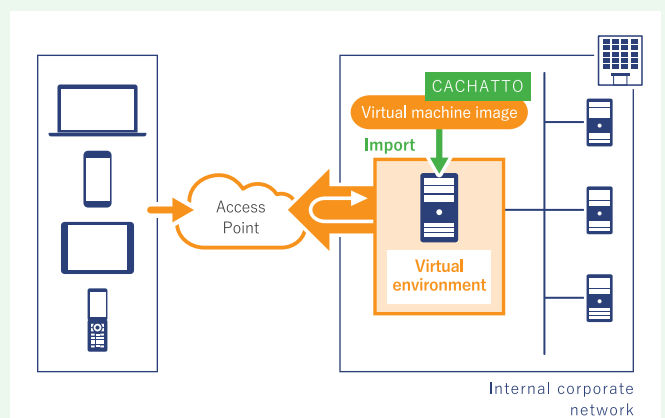 CACHATTO
Virtual machine image
Import
Access
Point
Virtual
environment
Internal corporate
network